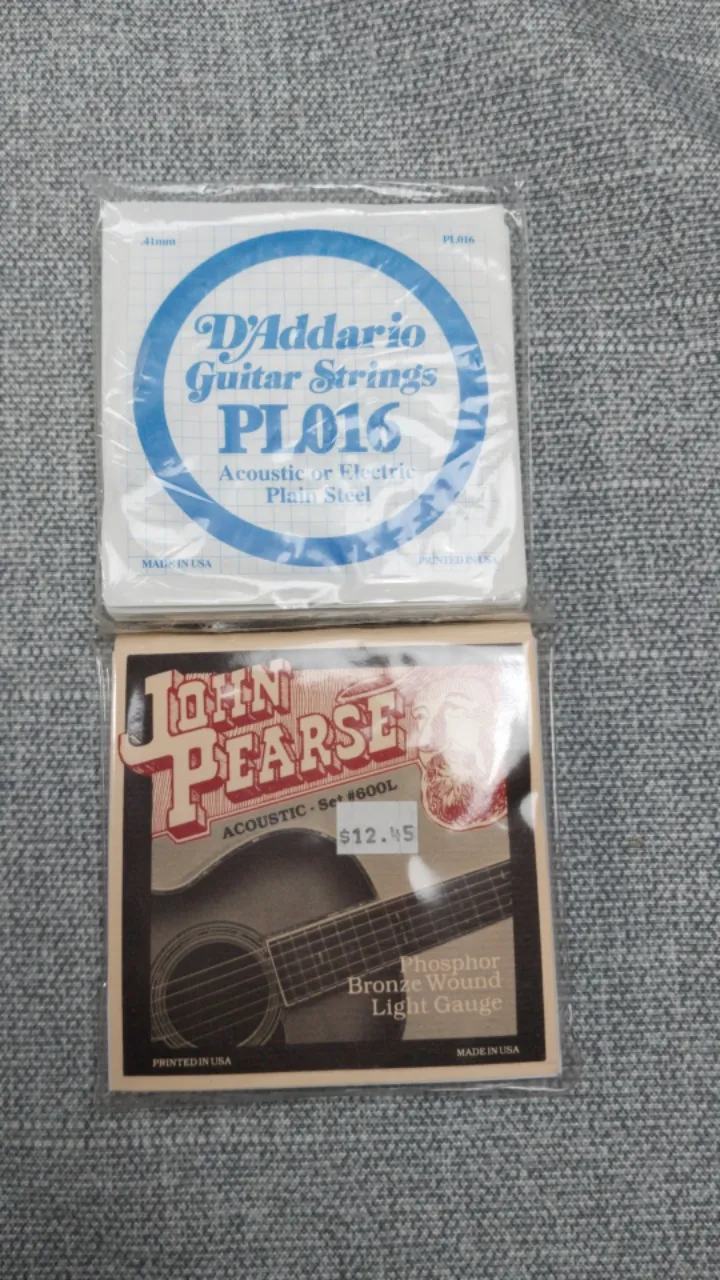 .41mm
PL016
D'Addario
Guitar Strings
PL016
Acoustic or Electric
Plain Steel
MADE IN USA
PRINTED IN USA
JOHN
PEARSE
ACOUSTIC - Set #600L
$12.45
Phosphor
Bronze Wound
Light Gauge
PRINTED IN USA
MADE IN USA